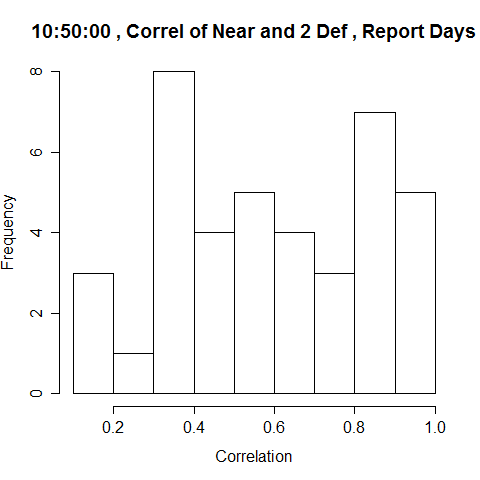 10:50:00 , Correl of Near and 2 Def , Report Days
Frequency
8
6
4
2
0
0.2 0.4 0.6 0.8 1.0
Correlation